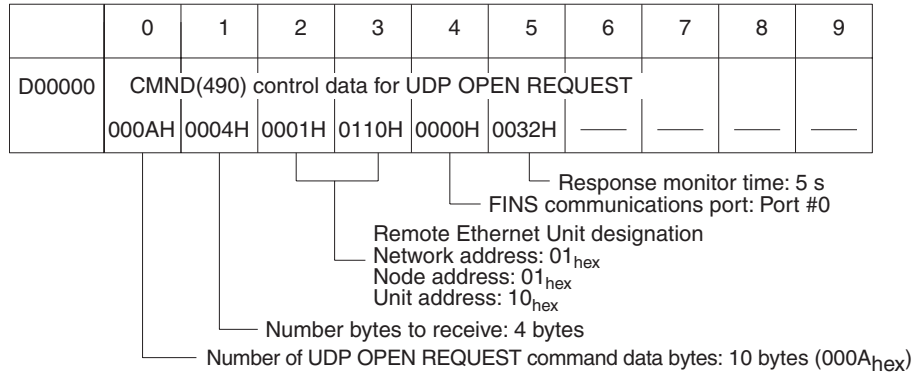 0 1 2 3 4 5 6 7 8 9
D00000 CMND(490) control data for UDP OPEN REQUEST
000AH 0004H 0001H 0110H 0000H 0032H —— —— —— ——
Response monitor time: 5 s
FINS communications port: Port #0
Remote Ethernet Unit designation
Network address: 01hex
Node address: 01hex
Unit address: 10hex
Number bytes to receive: 4 bytes
Number of UDP OPEN REQUEST command data bytes: 10 bytes (000Ahex)